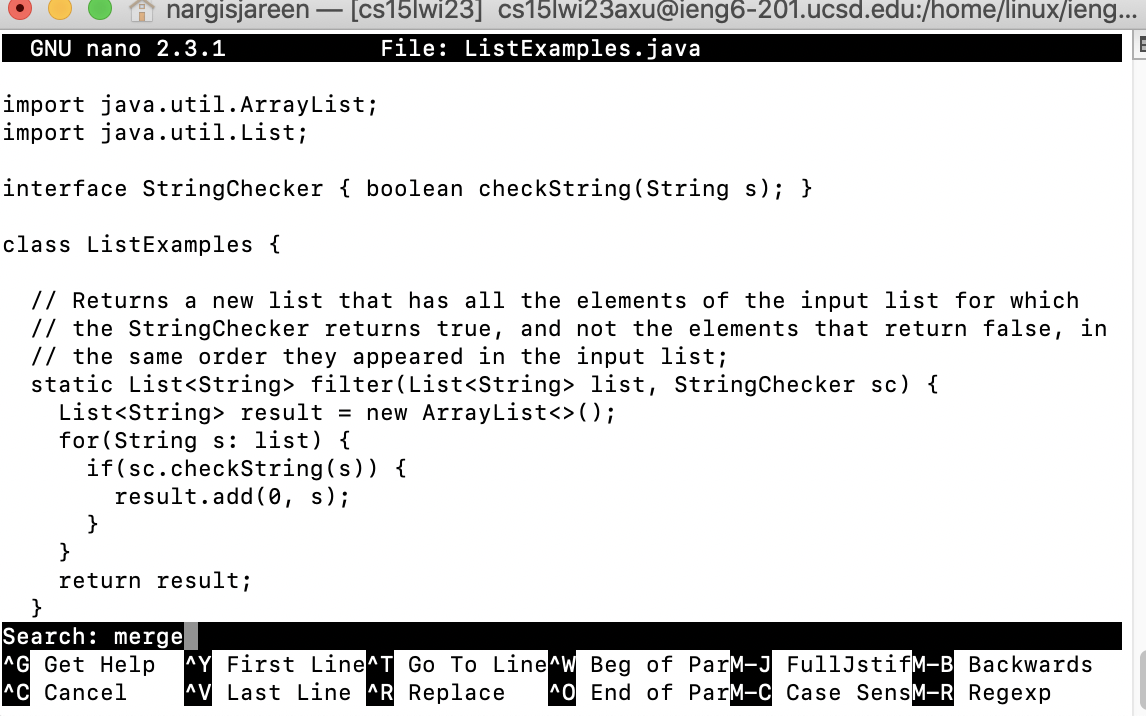 nargisjareen — [cs15lwi23] cs15lwi23axu@ieng6-201.ucsd.edu:/home/linux/ieng...
GNU nano 2.3.1 File: ListExamples.java
import java.util.ArrayList;
import java.util.List;
interface StringChecker { boolean checkString(String s); }
class ListExamples {
// Returns a new list that has all the elements of the input list for which
// the StringChecker returns true, and not the elements that return false, in
// the same order they appeared in the input list;
static List<String> filter(List<String> list, StringChecker sc) {
List<String> result = new ArrayList<>();
for(String s: list) {
if(sc.checkString(s)) {
result.add(0, s);
}
}
return result;
}
Search: merge
^G Get Help ^Y First Line^T Go To Line^W Beg of ParM-J FullJstifM-B Backwards
^C Cancel ^V Last Line ^R Replace ^O End of ParM-C Case SensM-R Regexp